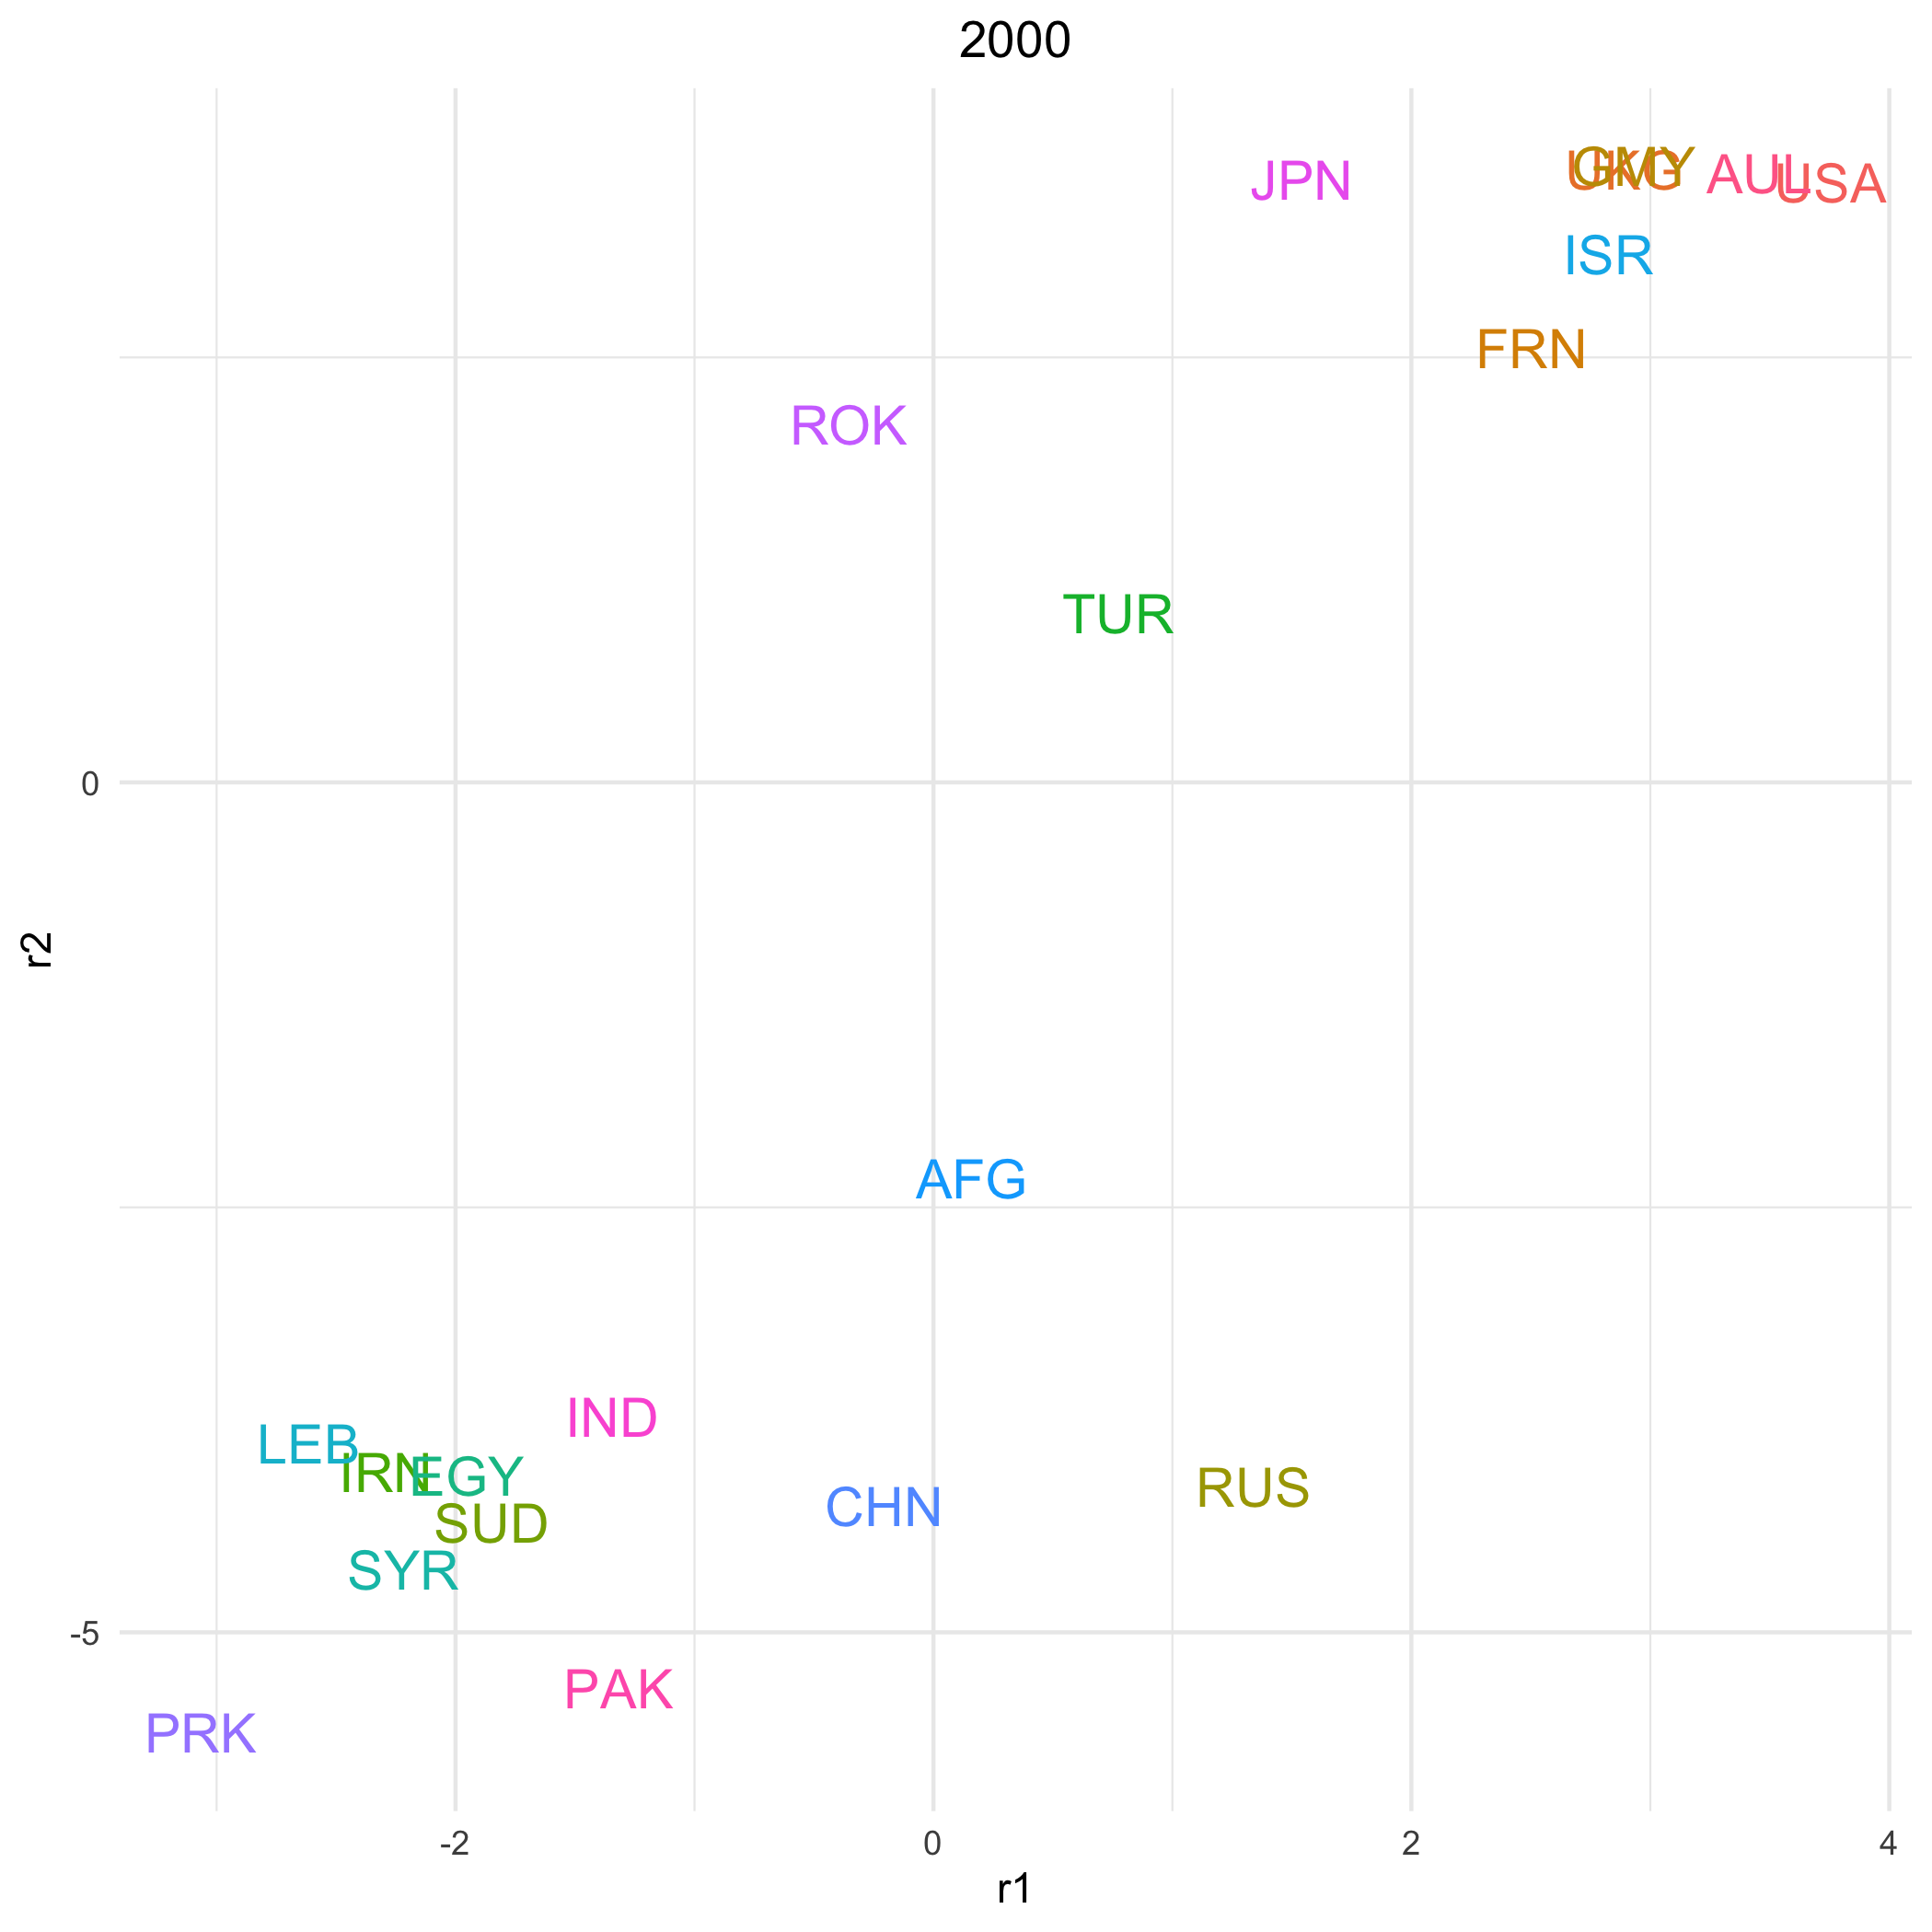 2000
UKG
GMY
AUL
USA
JPN
ISR
FRN
ROK
TUR
0
r2
AFG
IND
LEB
IRN
EGY
RUS
CHN
SUD
SYR
-5
PAK
PRK
-2
0
2
4
r1